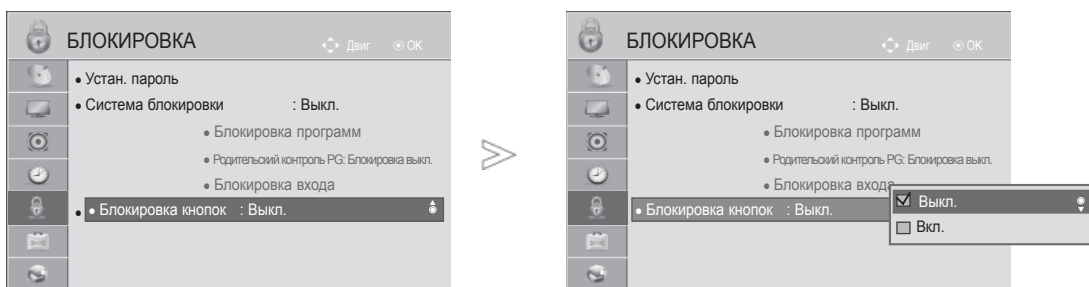 БЛОКИРОВКА Двиг ОК
• Устан. пароль
• Система блокировки : Выкл.
• Блокировка программ
• Родительский контроль PG: Блокировка выкл.
• Блокировка входа
• • Блокировка кнопок : Выкл.
БЛОКИРОВКА Двиг ОК
• Устан. пароль
• Система блокировки : Выкл.
• Блокировка программ
• Родительский контроль PG: Блокировка выкл.
• Блокировка входа
• Блокировка кнопок : Выкл.
Выкл.
Вкл.